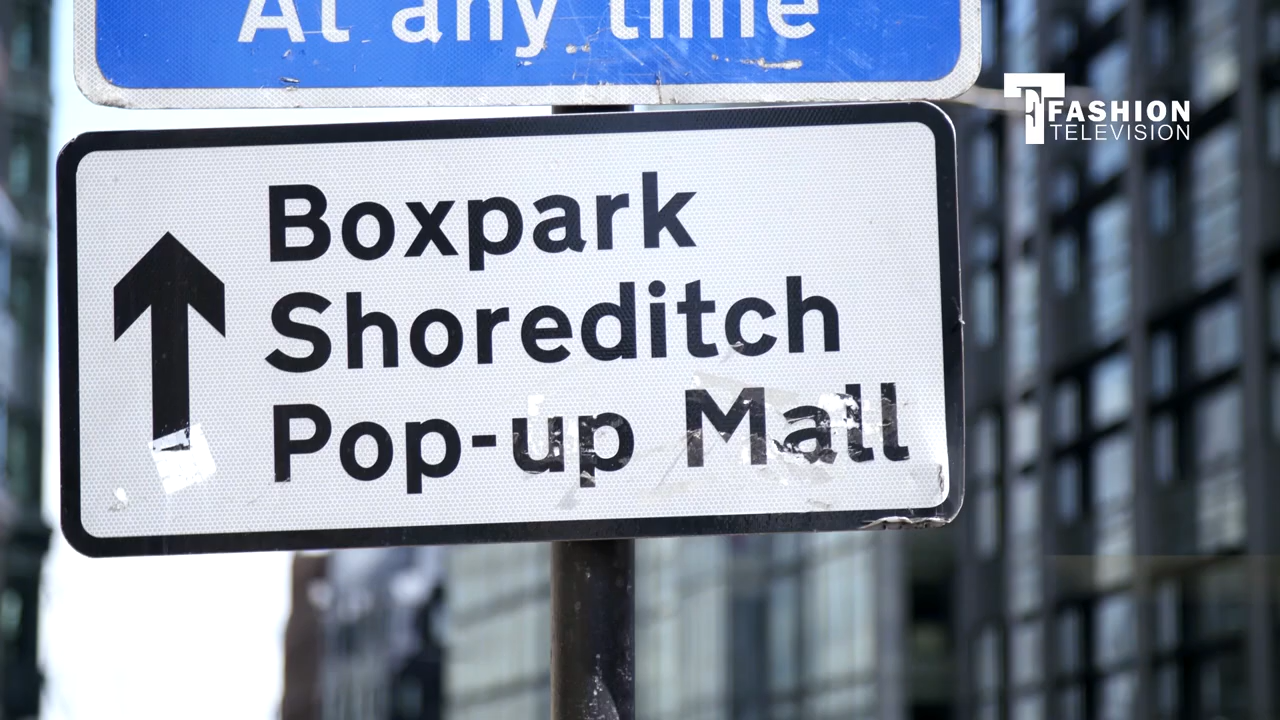 At any time
FASHION
TELEVISION
Boxpark
Shoreditch
Pop-up Mall